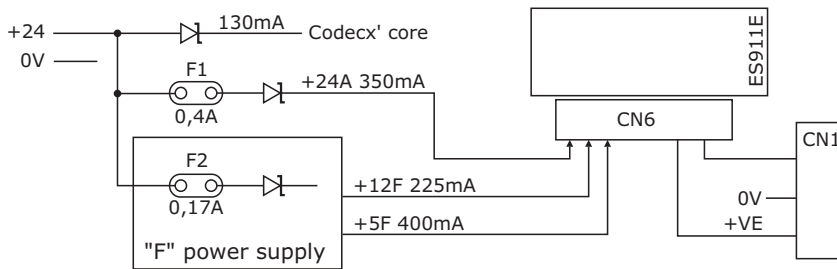 +24
130mA
Codecx' core
0V
F1
+24A 350mA
0,4A
ES911E
CN6
CN1
F2
0,17A
+12F 225mA
0V
+5F 400mA
+VE
"F" power supply